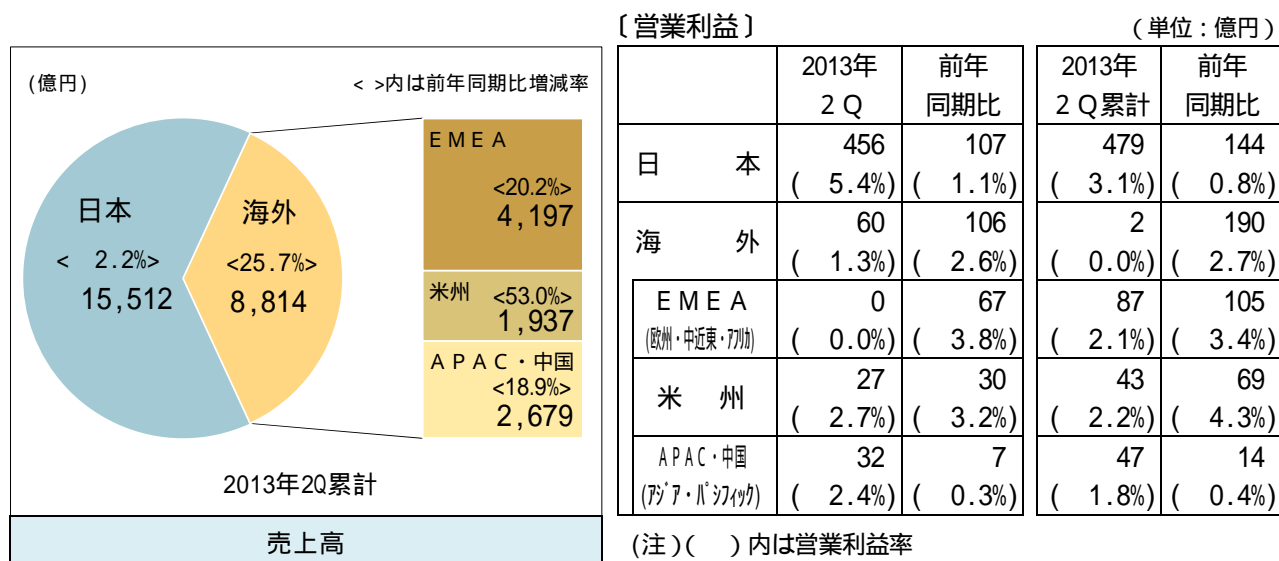 (億円)
< >内は前年同期比増減率
日本
< 2.2%>
15,512
海外
<25.7%>
8,814
EMEA
<20.2%>
4,197
米州 <53.0%>
1,937
APAC・中国
<18.9%>
2,679
2013年2Q累計
売上高
〔営業利益〕 (単位:億円)
2013年 前年 2013年 前年
2Q 同期比 2Q累計 同期比
日 本 456 107 479 144
( 5.4%) ( 1.1%) ( 3.1%) ( 0.8%)
海 外 60 106 2 190
( 1.3%) ( 2.6%) ( 0.0%) ( 2.7%)
EMEA 0 67 87 105
(欧州・中近東・アフリカ) ( 0.0%) ( 3.8%) ( 2.1%) ( 3.4%)
米 州 27 30 43 69
( 2.7%) ( 3.2%) ( 2.2%) ( 4.3%)
APAC・中国 32 7 47 14
(アジア・パシフィック) ( 2.4%) ( 0.3%) ( 1.8%) ( 0.4%)
(注)( )内は営業利益率